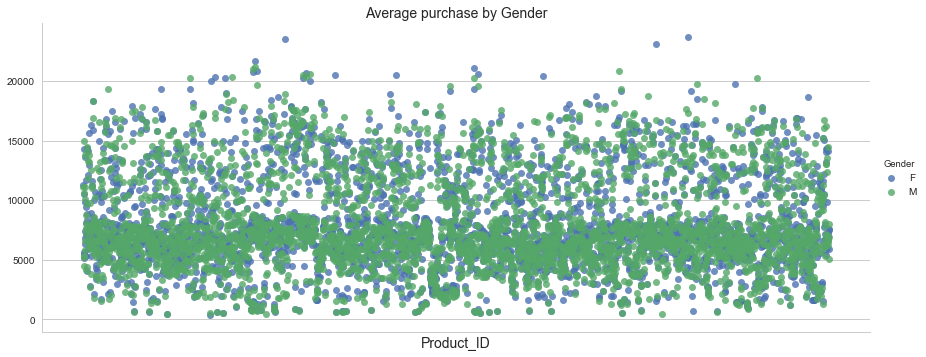 Average purchase by Gender
20000
15000
10000
5000
0
Gender
F
M
Product_ID